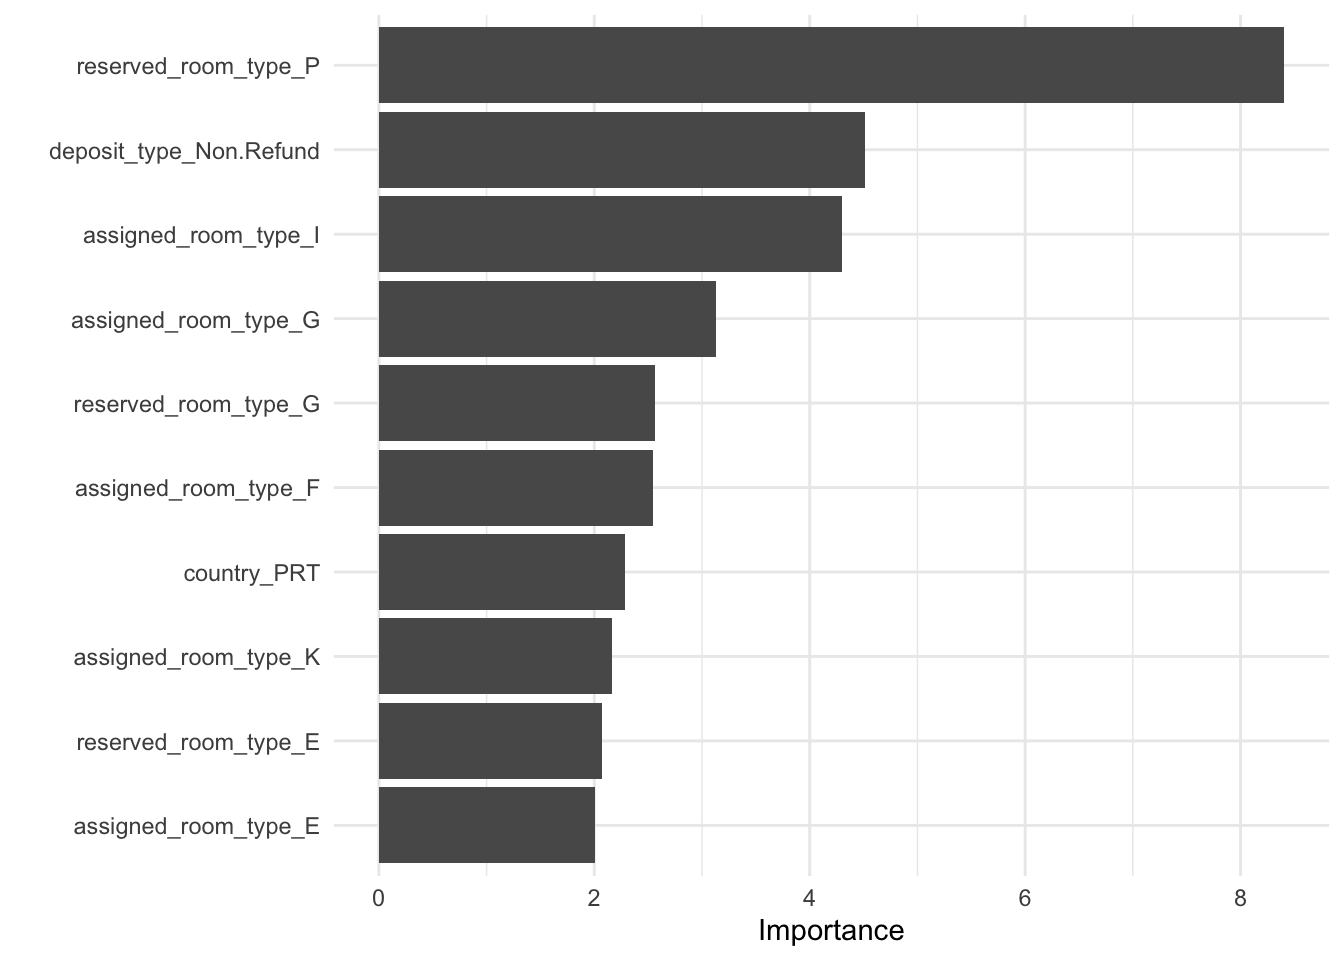 reserved_room_type_P
deposit_type_Non.Refund
assigned_room_type_I
assigned_room_type_G
reserved_room_type_G
assigned_room_type_F
country_PRT
assigned_room_type_K
reserved_room_type_E
assigned_room_type_E
0 2 4 6 8
Importance